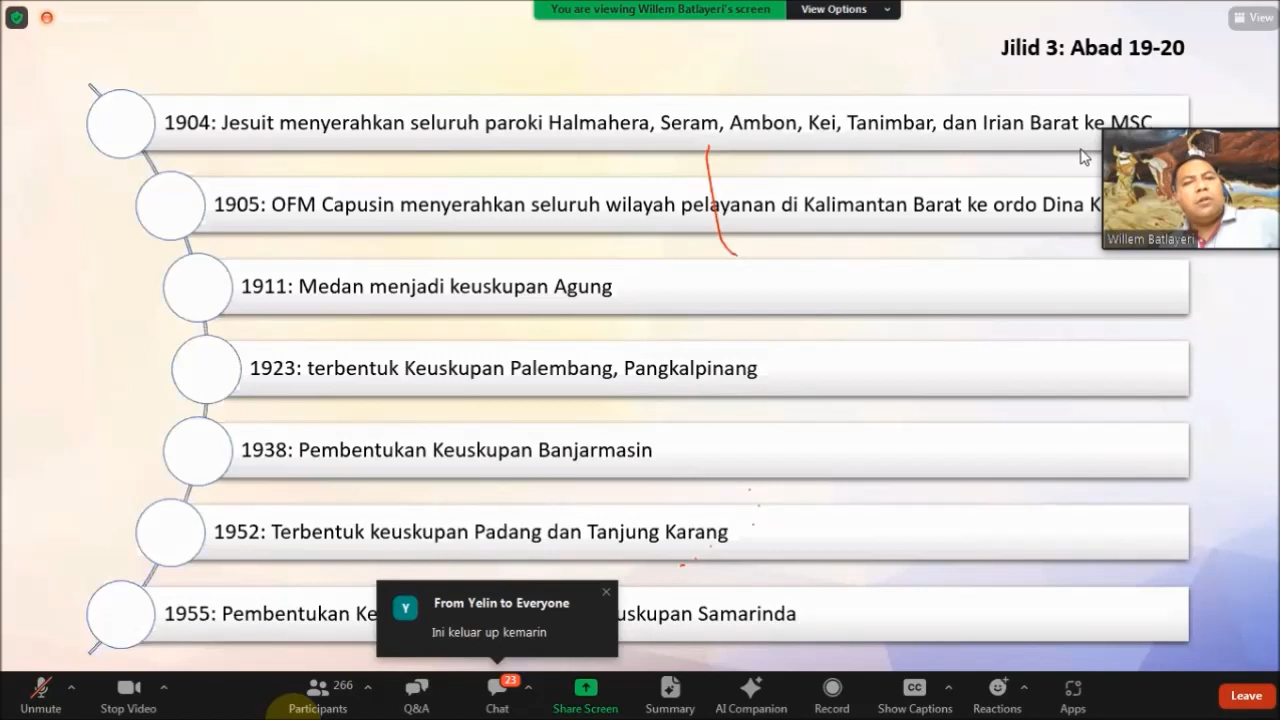 You are viewing Willem Batlayeri's screen
View Options
View
Jilid 3: Abad 19-20
1904: Jesuit menyerahkan seluruh paroki Halmahera, Seram, Ambon, Kei, Tanimbar, dan Irian Barat ke MSC
1905: OFM Capusin menyerahkan seluruh wilayah pelayanan di Kalimantan Barat ke ordo Dina K
Willem Batlayeri
1911: Medan menjadi keuskupan Agung
1923: terbentuk Keuskupan Palembang, Pangkalpinang
1938: Pembentukan Keuskupan Banjarmasin
1952: Terbentuk keuskupan Padang dan Tanjung Karang
1955: Pembentukan Ke uskupan Samarinda
Y
From Yelin to Everyone
Ini keluar up kemarin
Unmute
Stop Video
266
Participants
Q&A
23
Chat
Share Screen
Summary
AI Companion
Record
CC
Show Captions
Reactions
Apps
Leave